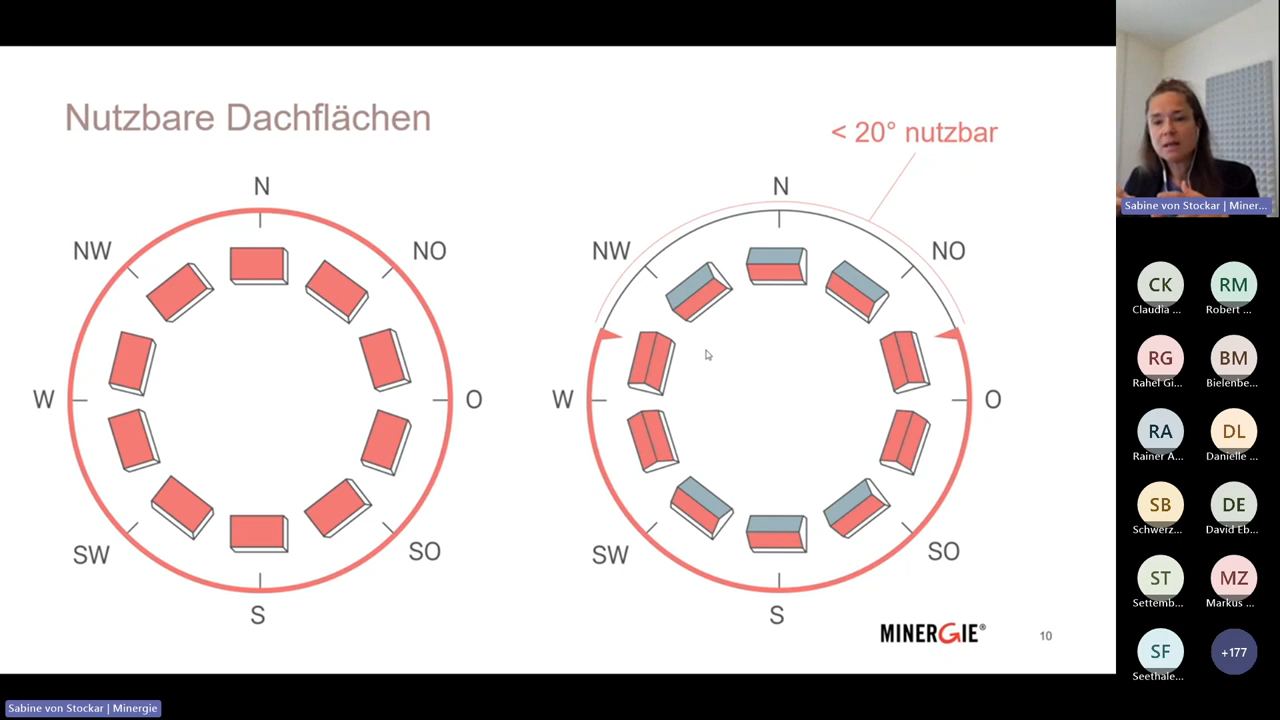 Nutzbare Dachflächen
< 20° nutzbar
N
NW
NO
W
O
SW
SO
S
N
NW
NO
W
O
SW
SO
S
MINERGIE®
10
Sabine von Stockar | Miner...
CK
RM
Claudia ...
Robert ...
RG
BM
Rahel Gi...
Bielenbe...
RA
DL
Rainer A...
Danielle ...
SB
DE
Schwerz...
David Eb...
ST
MZ
Settemb...
Markus ...
SF
+177
Seethale...
Sabine von Stockar | Minergie